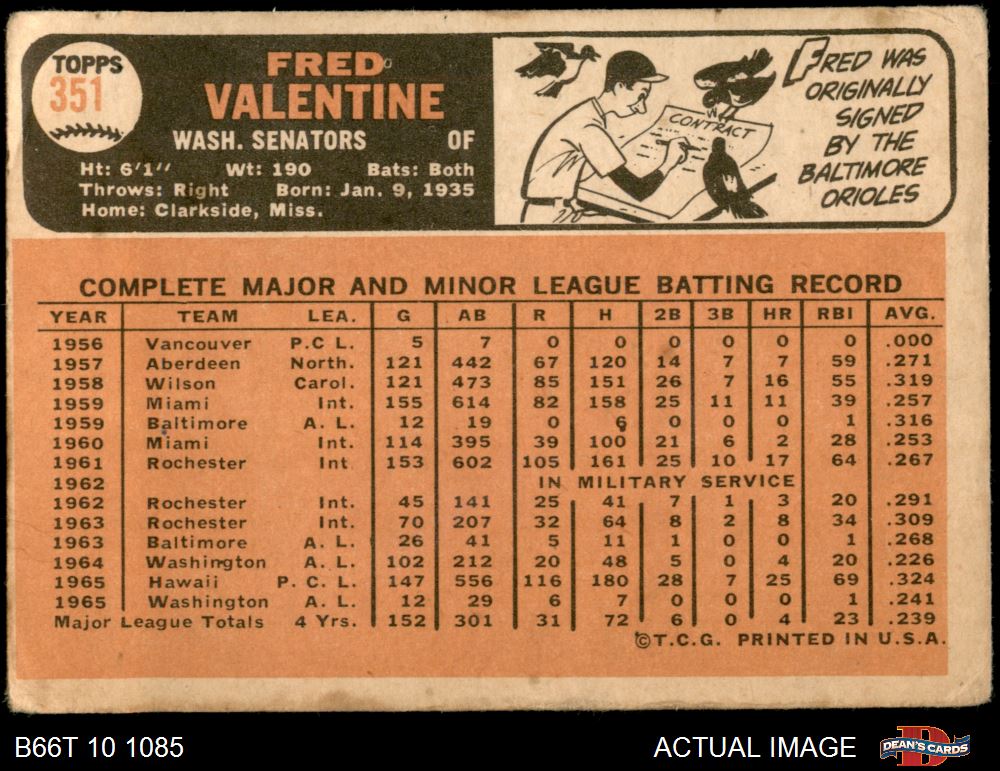 TOPPS
351
FRED
VALENTINE
WASH. SENATORS OF
Ht: 6'1" Wt: 190 Bats: Both
Throws: Right Born: Jan. 9, 1935
Home: Clarkside, Miss.
CONTRACT
FRED WAS
ORIGINALLY
SIGNED
BY THE
BALTIMORE
ORIOLES
COMPLETE MAJOR AND MINOR LEAGUE BATTING RECORD
YEAR TEAM LEA. G AB R H 2B 3B HR RBI AVG.
1956 Vancouver P.C L. 5 7 0 0 0 0 0 0 .000
1957 Aberdeen North. 121 442 67 120 14 7 7 59 .271
1958 Wilson Carol. 121 473 85 151 26 7 16 55 .319
1959 Miami Int. 155 614 82 158 25 11 11 39 .257
1959 Baltimore A. L. 12 19 0 6 0 0 0 1 .316
1960 Miami Int. 114 395 39 100 21 6 2 28 .253
1961 Rochester Int. 153 602 105 161 25 10 17 64 .267
1962 IN MILITARY SERVICE
1962 Rochester Int. 45 141 25 41 7 1 3 20 .291
1963 Rochester Int. 70 207 32 64 8 2 8 34 .309
1963 Baltimore A. L. 26 41 5 11 1 0 0 1 .268
1964 Washington A. L. 102 212 20 48 5 0 4 20 .226
1965 Hawaii P. C. L. 147 556 116 180 28 7 25 69 .324
1965 Washington A. L. 12 29 6 7 0 0 0 1 .241
Major League Totals 4 Yrs. 152 301 31 72 6 0 4 23 .239
©T.C.G. PRINTED IN U.S.A.
B66T 10 1085
ACTUAL IMAGE
DEAN'S CARDS